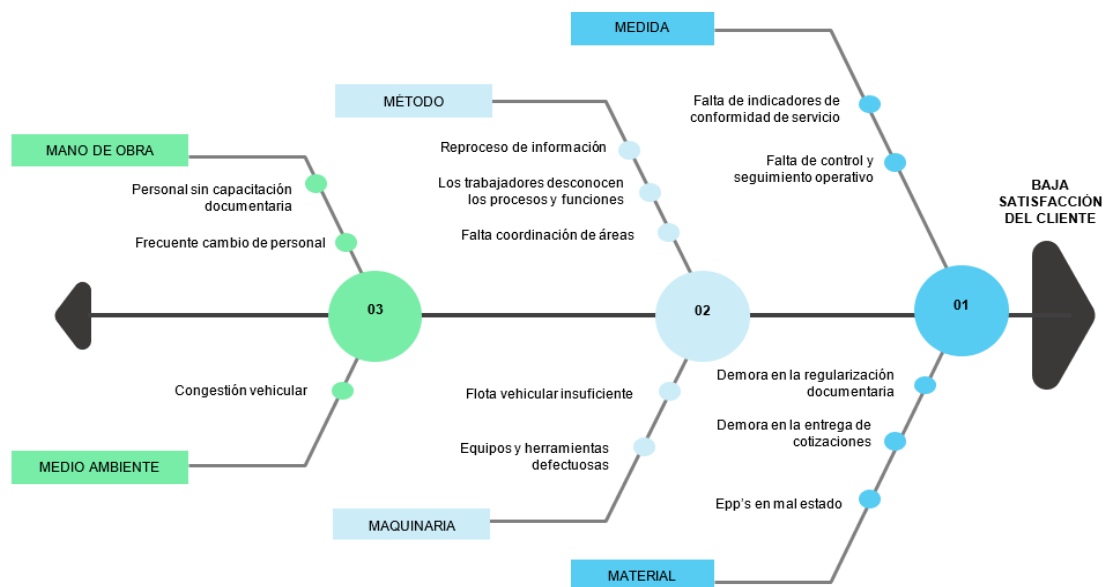 MEDIDA
Falta de indicadores de
conformidad de servicio
Falta de control y
seguimiento operativo
MÉTODO
Reproceso de información
Los trabajadores desconocen
los procesos y funciones
Falta coordinación de áreas
MANO DE OBRA
Personal sin capacitación
documentaria
Frecuente cambio de personal
BAJA
SATISFACCIÓN
DEL CLIENTE
03
02
01
Congestión vehicular
MEDIO AMBIENTE
Flota vehicular insuficiente
Equipos y herramientas
defectuosas
MAQUINARIA
Demora en la regularización
documentaria
Demora en la entrega de
cotizaciones
Epp's en mal estado
MATERIAL